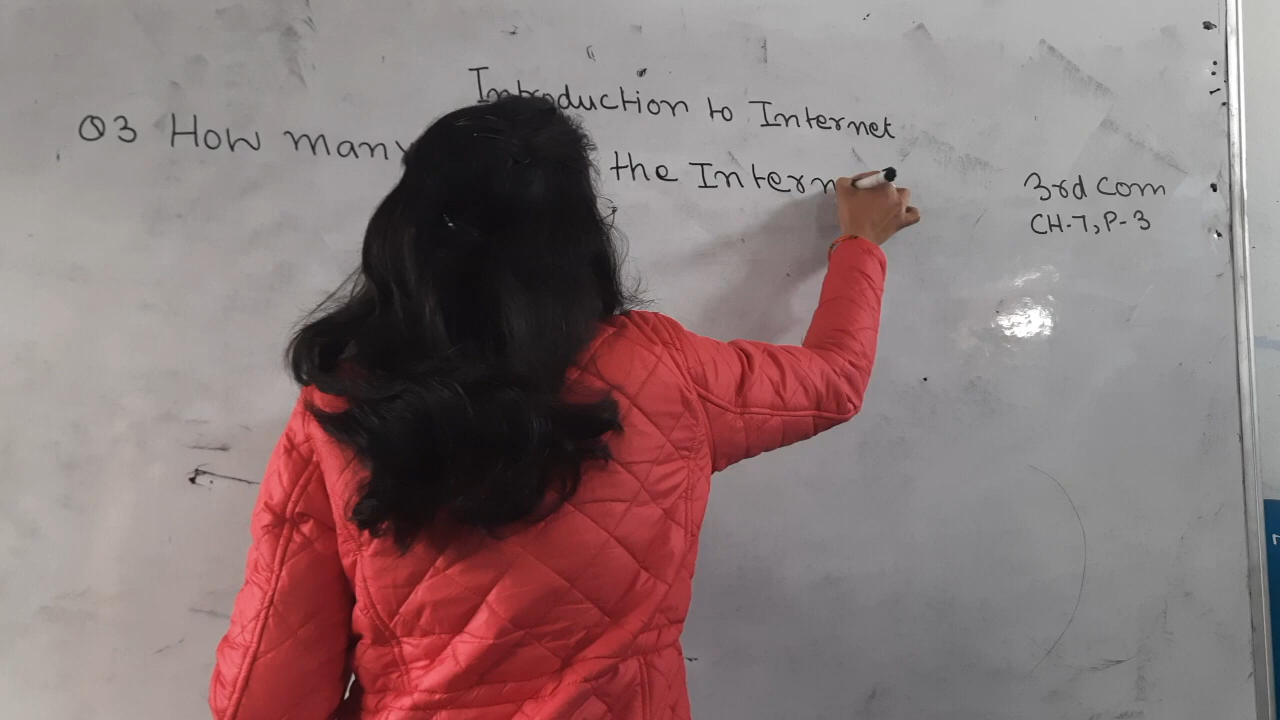 Introduction to Internet
Q3 How many the Intern
3rd Com
CH-7, P-3